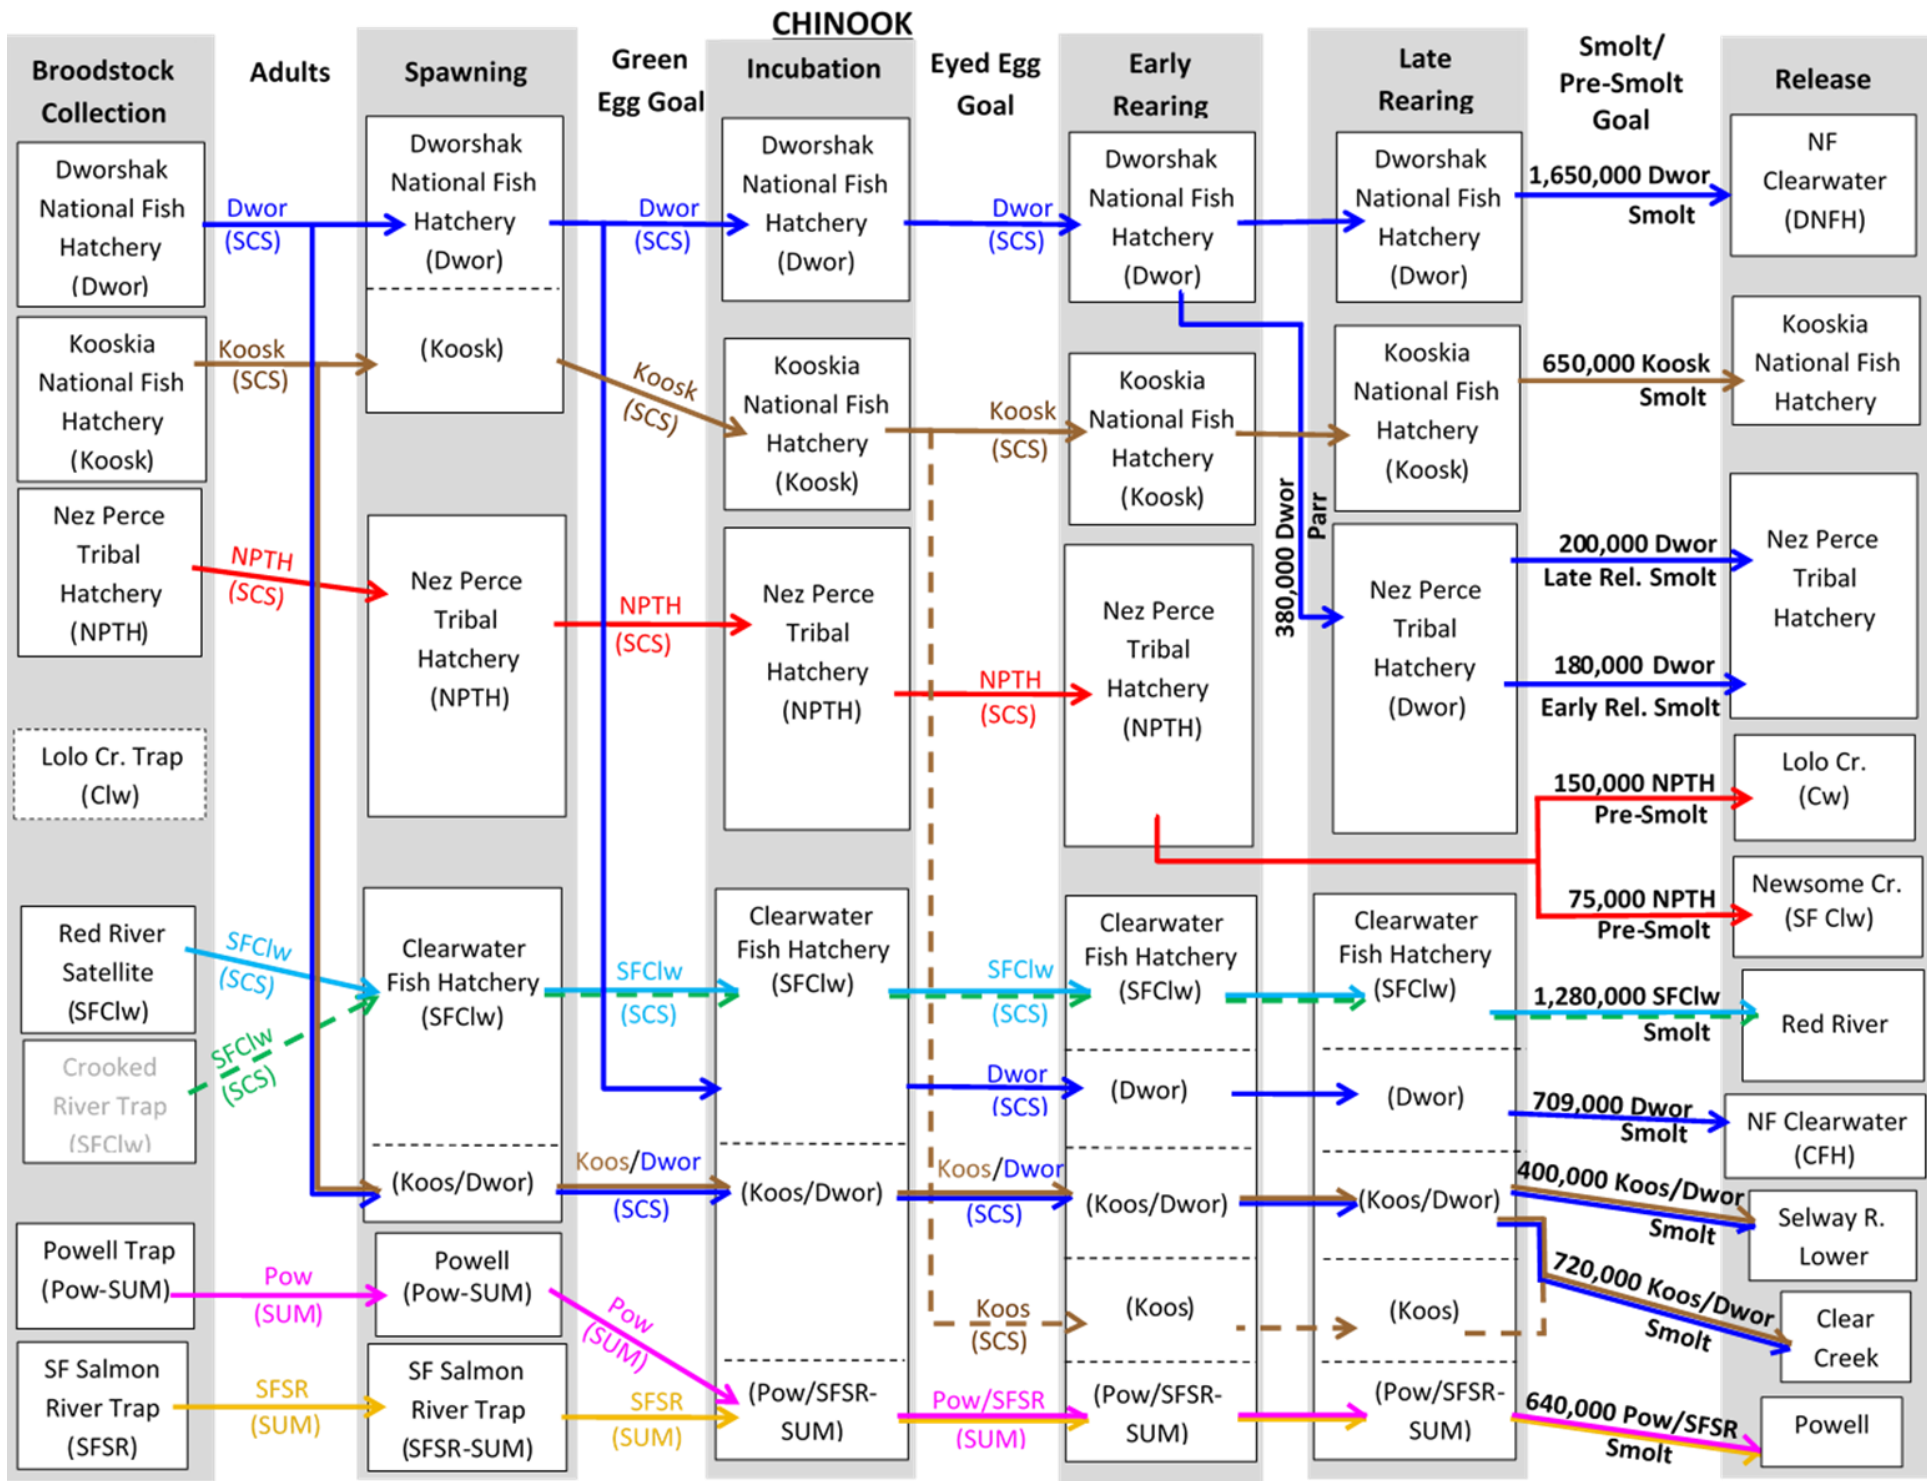 CHINOOK
Broodstock
Collection
Adults
Spawning
Green
Egg Goal
Incubation
Eyed Egg
Goal
Early
Rearing
Late
Rearing
Smolt/
Pre-Smolt
Goal
Release
Dworshak
National Fish
Hatchery
(Dwor)
Kooskia
National Fish
Hatchery
(Koosk)
Nez Perce
Tribal
Hatchery
(NPTH)
Lolo Cr. Trap
(Clw)
Red River
Satellite
(SFClw)
Crooked
River Trap
(SFClw)
Powell Trap
(Pow-SUM)
SF Salmon
River Trap
(SFSR)
Dwor
(SCS)
Koosk
(SCS)
NPTH
(SCS)
SFClw
(SCS)
SFClw
(SCS)
Pow
(SUM)
SFSR
(SUM)
Dworshak
National Fish
Hatchery
(Dwor)
(Koosk)
Nez Perce
Tribal
Hatchery
(NPTH)
Clearwater
Fish Hatchery
(SFClw)
(Koos/Dwor)
Powell
(Pow-SUM)
SF Salmon
River Trap
(SFSR-SUM)
Dwor
(SCS)
Koosk
(SCS)
NPTH
(SCS)
SFClw
(SCS)
Koos/Dwor
(SCS)
Pow
(SUM)
SFSR
(SUM)
Dworshak
National Fish
Hatchery
(Dwor)
Kooskia
National Fish
Hatchery
(Koosk)
Nez Perce
Tribal
Hatchery
(NPTH)
Clearwater
Fish Hatchery
(SFClw)
(Koos/Dwor)
(Pow/SFSR-
SUM)
Dwor
(SCS)
Koosk
(SCS)
NPTH
(SCS)
SFClw
(SCS)
Dwor
(SCS)
Koos/Dwor
(SCS)
Koos
(SCS)
Pow/SFSR
(SUM)
Dworshak
National Fish
Hatchery
(Dwor)
Kooskia
National Fish
Hatchery
(Koosk)
Nez Perce
Tribal
Hatchery
(NPTH)
Clearwater
Fish Hatchery
(SFClw)
(Dwor)
(Koos/Dwor)
(Koos)
(Pow/SFSR-
SUM)
380,000 Dwor
Parr
Dworshak
National Fish
Hatchery
(Dwor)
Kooskia
National Fish
Hatchery
(Koosk)
Nez Perce
Tribal
Hatchery
(Dwor)
Clearwater
Fish Hatchery
(SFClw)
(Dwor)
(Koos/Dwor)
(Koos)
(Pow/SFSR-
SUM)
1,650,000 Dwor
Smolt
650,000 Koosk
Smolt
200,000 Dwor
Late Rel. Smolt
180,000 Dwor
Early Rel. Smolt
150,000 NPTH
Pre-Smolt
75,000 NPTH
Pre-Smolt
1,280,000 SFClw
Smolt
709,000 Dwor
Smolt
400,000 Koos/Dwor
Smolt
720,000 Koos/Dwor
Smolt
640,000 Pow/SFSR
Smolt
NF
Clearwater
(DNFH)
Kooskia
National Fish
Hatchery
Nez Perce
Tribal
Hatchery
Lolo Cr.
(Cw)
Newsome Cr.
(SF Clw)
Red River
NF Clearwater
(CFH)
Selway R.
Lower
Clear
Creek
Powell